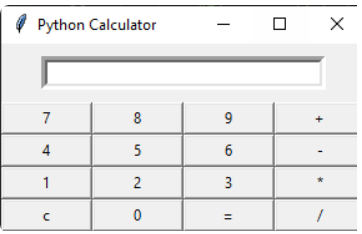 Python Calculator
7 8 9 +
4 5 6 -
1 2 3 *
c 0 = /